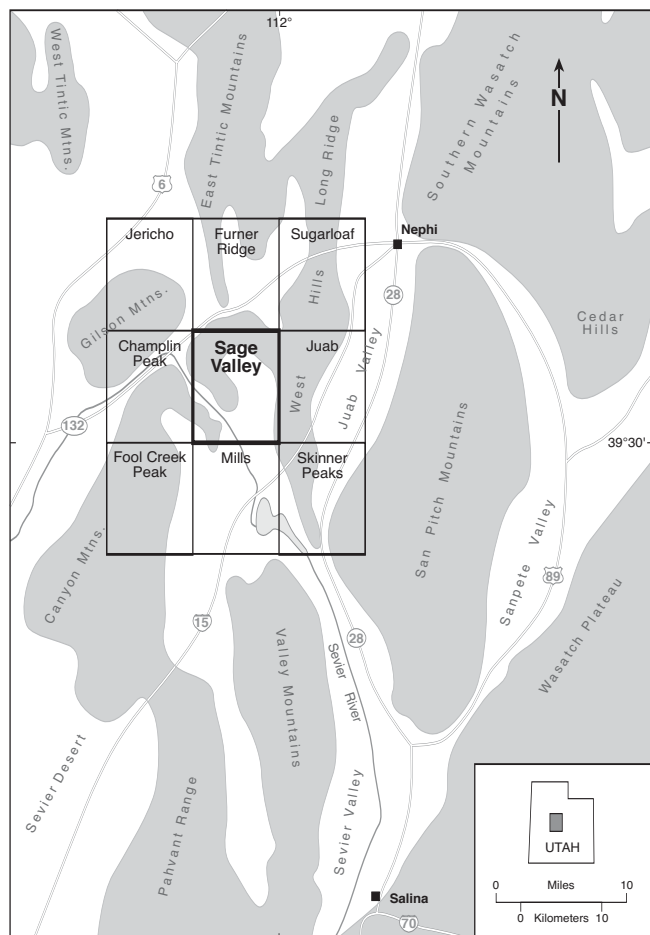 112°
West Tintic Mtns.
East Tintic Mountains
Long Ridge
Southern Wasatch
Mountains
N
6
Jericho
Furner
Ridge
Sugarloaf
Nephi
Hills
28
Gilson Mtns.
Cedar
Hills
Champlin
Peak
Sage
Valley
Juab
Juab Valley
West
132
39°30'
Fool Creek
Peak
Mills
Skinner
Peaks
San Pitch Mountains
Canyon Mtns.
Sanpete Valley
89
15
28
Wasatch Plateau
Valley Mountains
Sevier River
Sevier Desert
Pahvant Range
Sevier Valley
Salina
70
UTAH
0 Miles 10
0 Kilometers 10